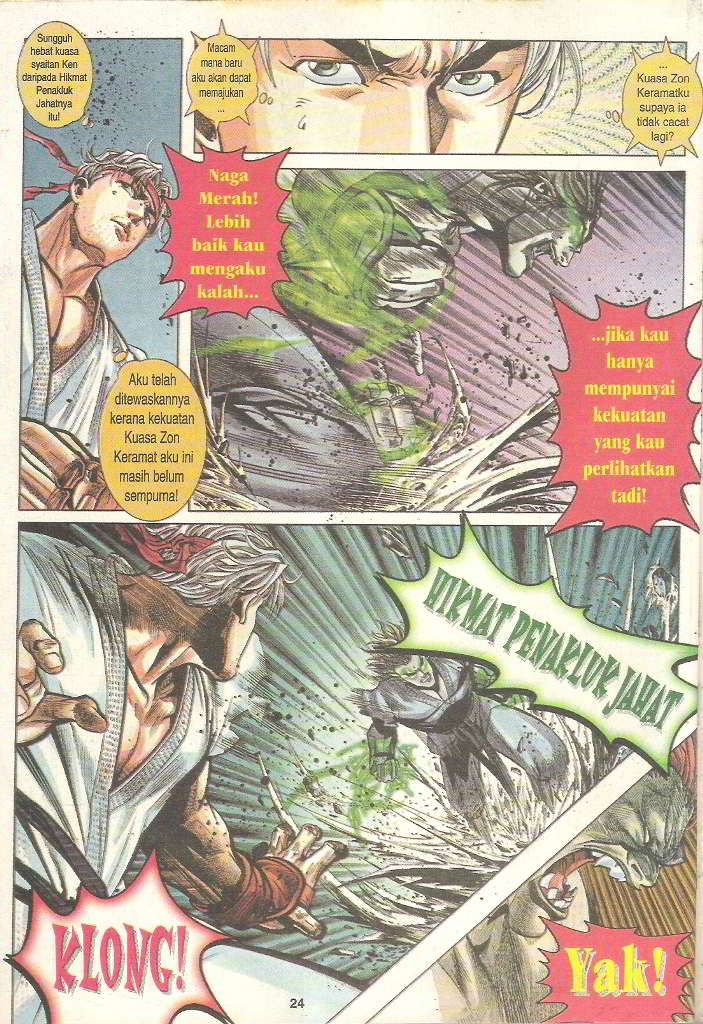 Sungguh
hebat kuasa
syaitan Ken
daripada Hikmat
Penakluk
Jahatnya
itu!
Macam
mana baru
aku akan dapat
memajukan
...
...
Kuasa Zon
Keramatku
supaya ia
tidak cacat
lagi?
Naga
Merah!
Lebih
baik kau
mengaku
kalah...
...jika kau
hanya
mempunyai
kekuatan
yang kau
perlihatkan
tadi!
Aku telah
ditewaskannya
kerana kekuatan
Kuasa Zon
Keramat aku ini
masih belum
sempurna!
HIKMAT PENAKLUK JAHAT
KLONG!
Yak!
24